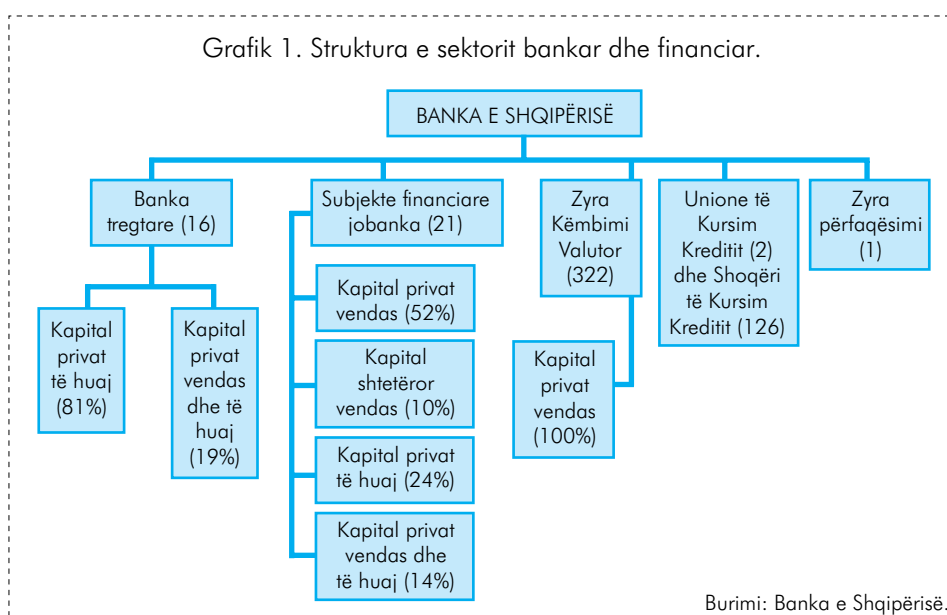 Grafik 1. Struktura e sektorit bankar dhe financiar.
BANKA E SHQIPËRISË
Banka
tregtare (16)
Kapital
privat
të huaj
(81%)
Kapital
privat
vendas
dhe të
huaj
(19%)
Subjekte financiare
jobanka (21)
Kapital privat
vendas (52%)
Kapital
shtetëror
vendas (10%)
Kapital privat
të huaj (24%)
Kapital privat
vendas dhe
të huaj (14%)
Zyra
Këmbimi
Valutor
(322)
Kapital
privat
vendas
(100%)
Unione të
Kursim
Kreditit (2)
dhe Shoqëri
të Kursim
Kreditit (126)
Zyra
përfaqësimi
(1)
Burimi: Banka e Shqipërisë.